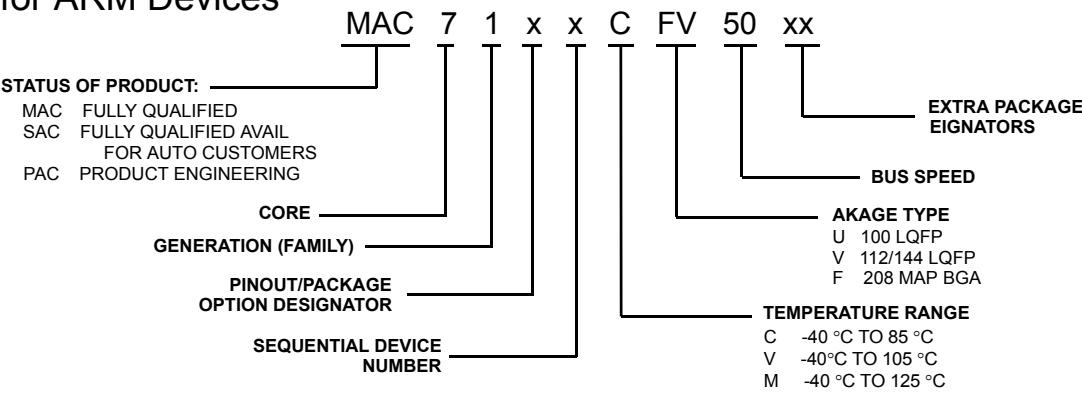 for ARM Devices
MAC 7 1 x x C FV 50 xx
STATUS OF PRODUCT:
MAC FULLY QUALIFIED
SAC FULLY QUALIFIED AVAIL
FOR AUTO CUSTOMERS
PAC PRODUCT ENGINEERING
CORE
GENERATION (FAMILY)
PINOUT/PACKAGE
OPTION DESIGNATOR
SEQUENTIAL DEVICE
NUMBER
EXTRA PACKAGE
EIGNATORS
BUS SPEED
AKAGE TYPE
U 100 LQFP
V 112/144 LQFP
F 208 MAP BGA
TEMPERATURE RANGE
C -40 °C TO 85 °C
V -40°C TO 105 °C
M -40 °C TO 125 °C